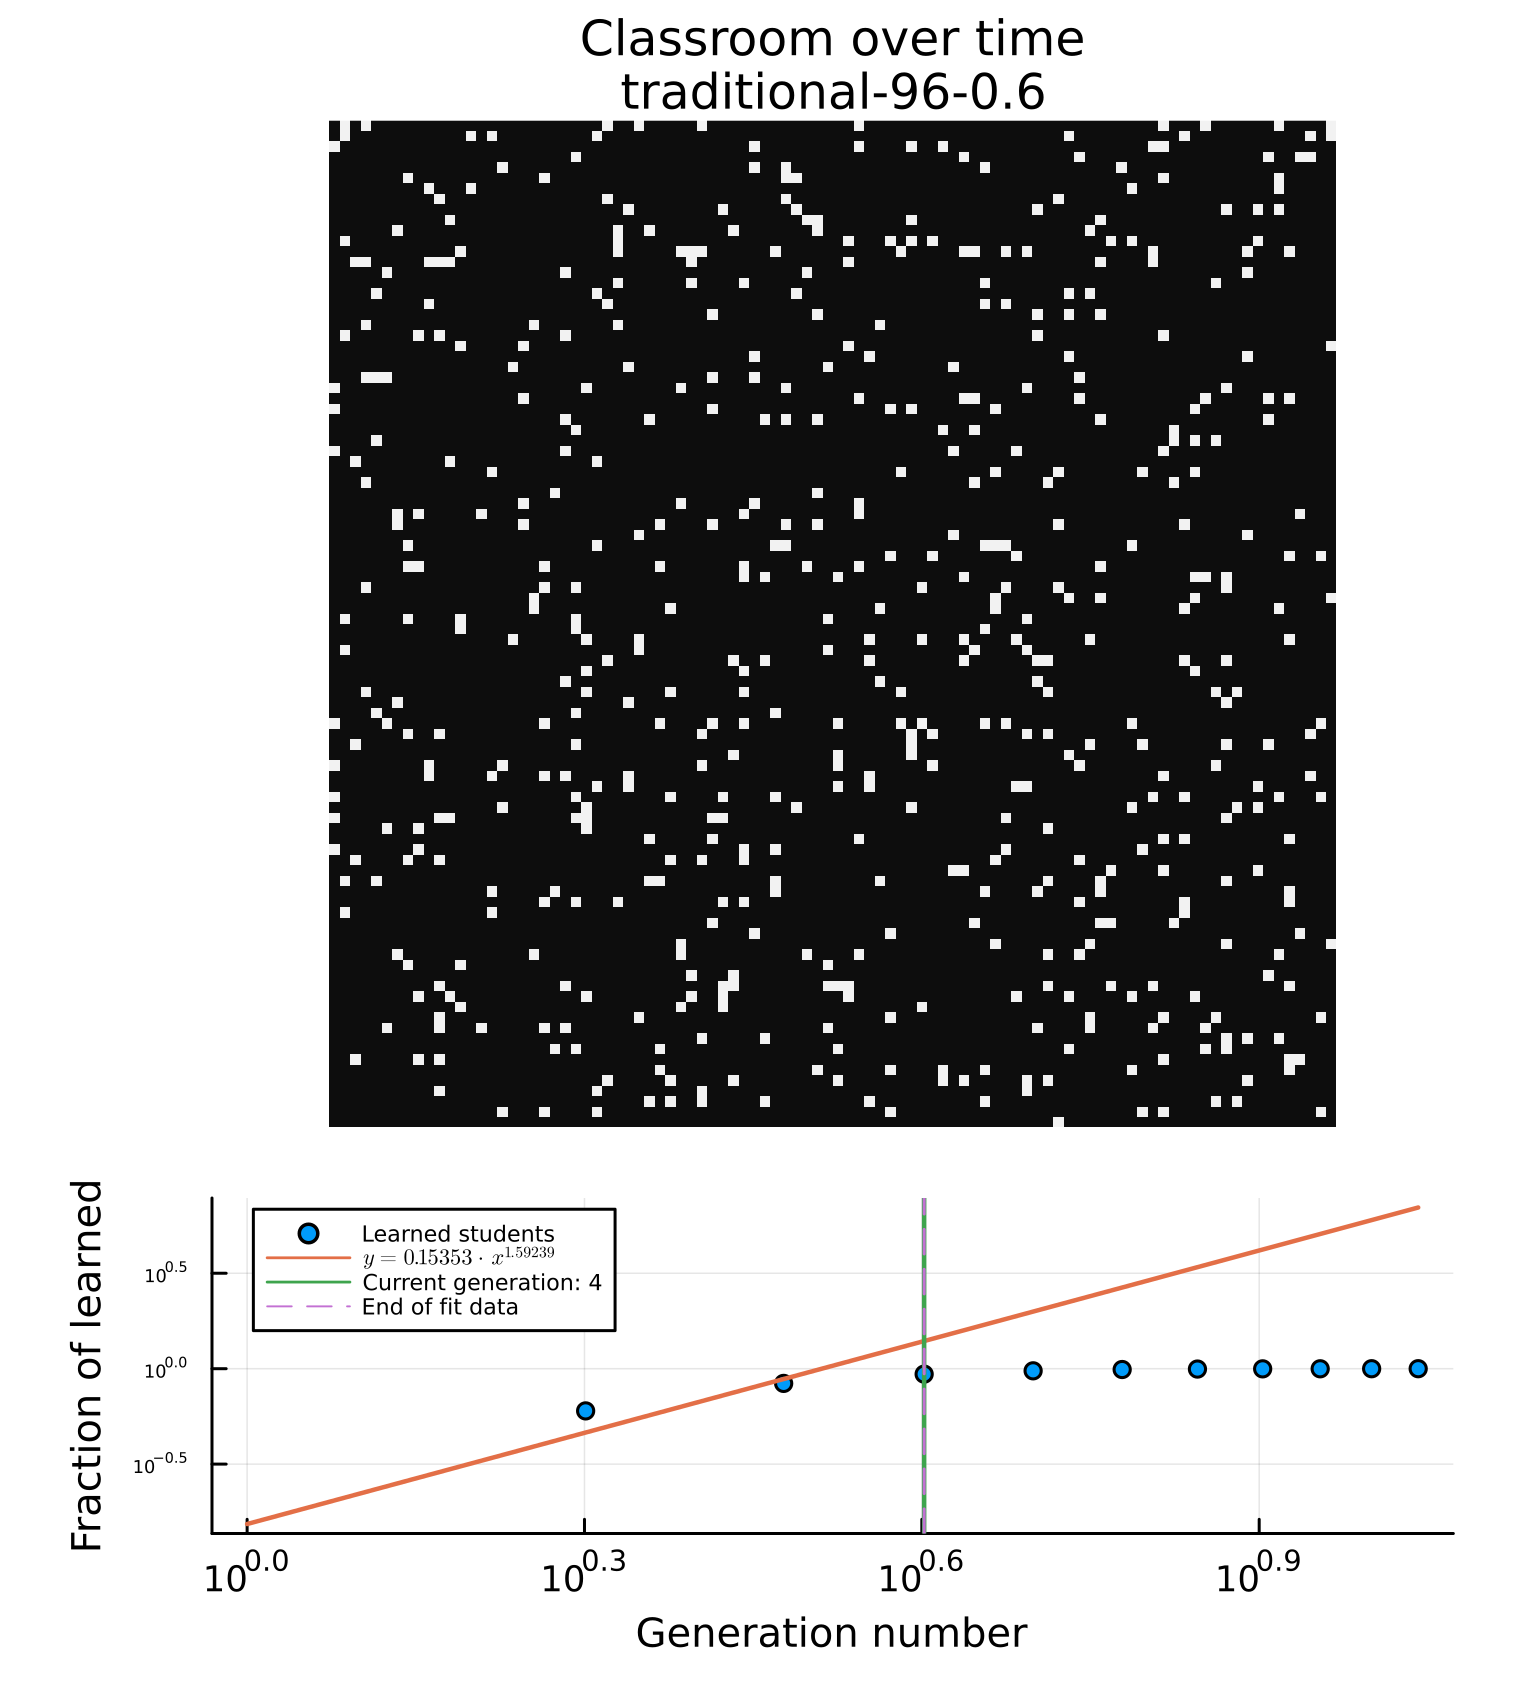 Classroom over time
traditional-96-0.6
Fraction of learned
Learned students
y = 0.15353 · x^1.59239
Current generation: 4
End of fit data
10^0.5
10^0.0
10^−0.5
10^0.0 10^0.3 10^0.6 10^0.9
Generation number